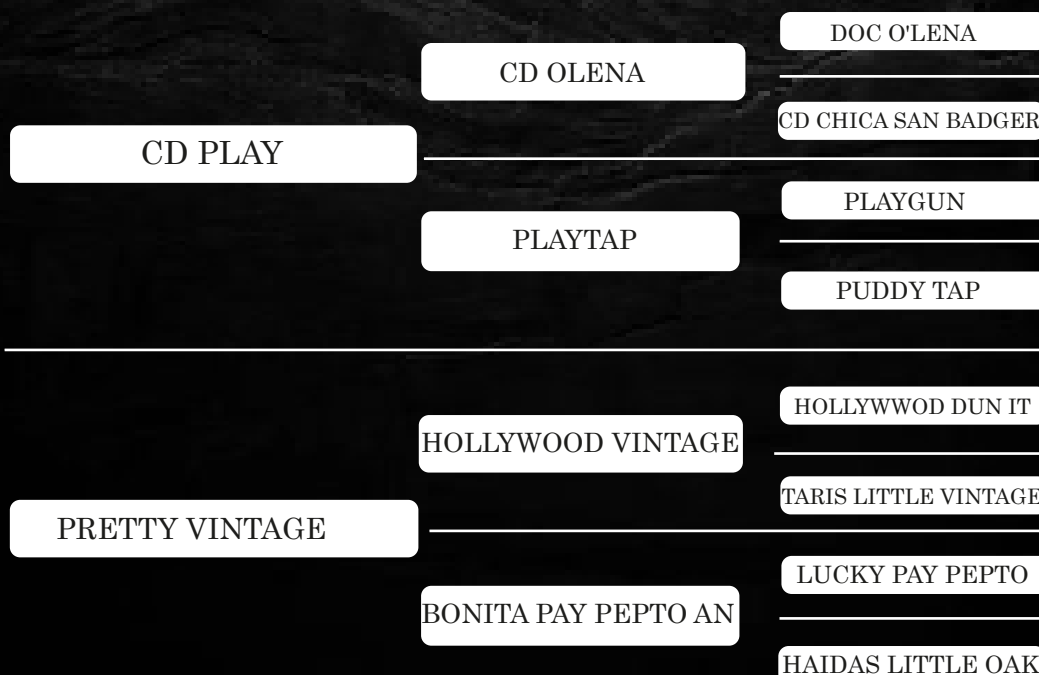 DOC O'LENA
CD OLENA
CD CHICA SAN BADGER
CD PLAY
PLAYGUN
PLAYTAP
PUDDY TAP
HOLLYWWOD DUN IT
HOLLYWOOD VINTAGE
TARIS LITTLE VINTAGE
PRETTY VINTAGE
LUCKY PAY PEPTO
BONITA PAY PEPTO AN
HAIDAS LITTLE OAK